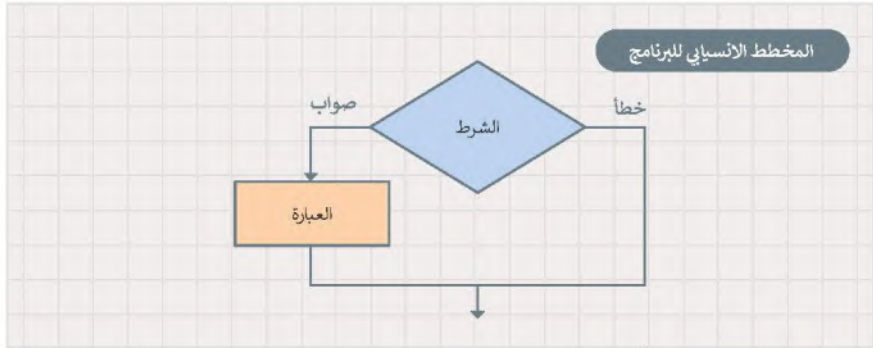 المخطط الانسيابي للبرنامج
خطأ
صواب
الشرط
العبارة